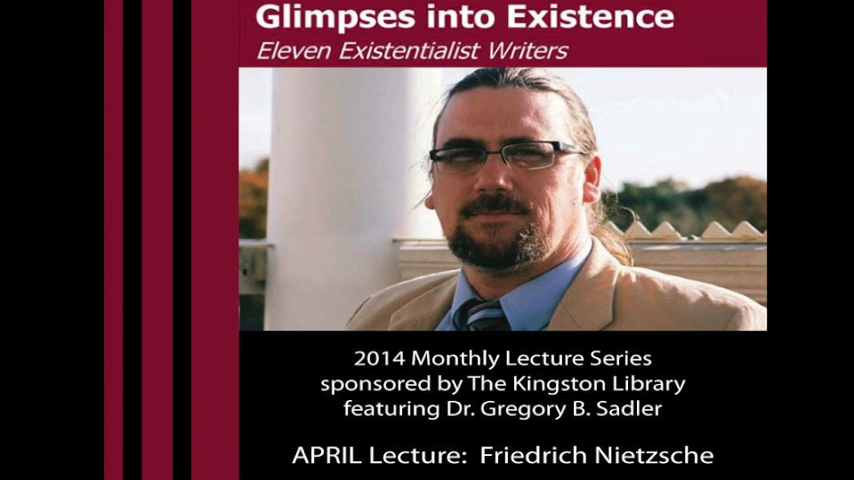 Glimpses into Existence
Eleven Existentialist Writers
2014 Monthly Lecture Series
sponsored by The Kingston Library
featuring Dr. Gregory B. Sadler
APRIL Lecture: Friedrich Nietzsche